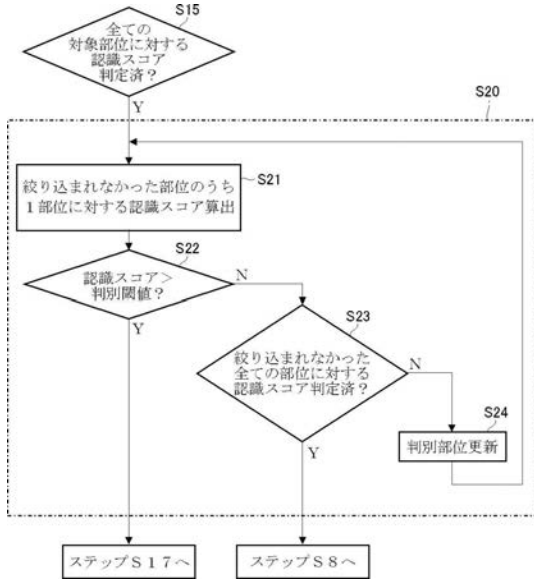 S15
全ての
対象部位に対する
認識スコア
判定済？
Y
S20
S21
絞り込まれなかった部位のうち
１部位に対する認識スコア算出
S22
認識スコア＞
判別閾値？
N
Y
S23
絞り込まれなかった
全ての部位に対する
認識スコア判定済？
N
Y
S24
判別部位更新
ステップＳ１７へ
ステップＳ８へ